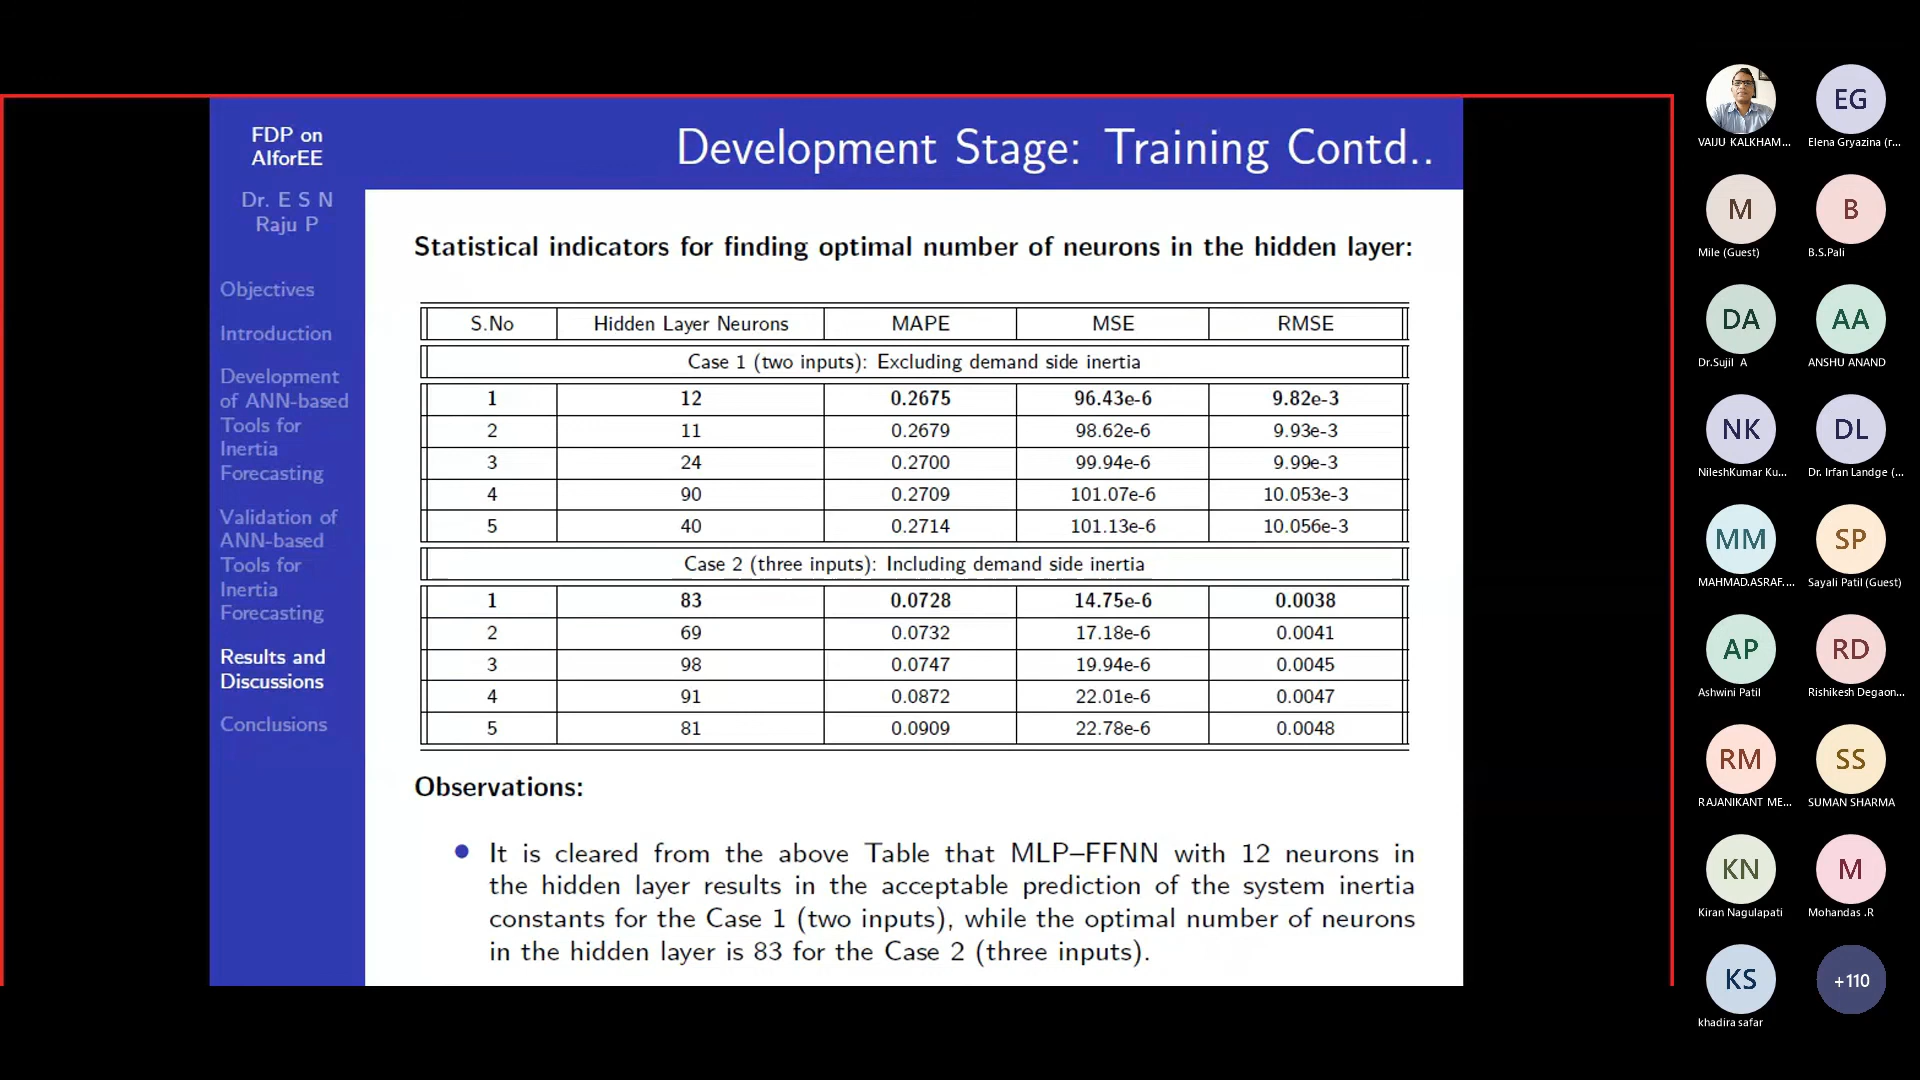 FDP on
AIforEE
Dr. E S N
Raju P
Objectives
Introduction
Development
of ANN-based
Tools for
Inertia
Forecasting
Validation of
ANN-based
Tools for
Inertia
Forecasting
Results and
Discussions
Conclusions
Development Stage: Training Contd..
Statistical indicators for finding optimal number of neurons in the hidden layer:
S.No Hidden Layer Neurons MAPE MSE RMSE
Case 1 (two inputs): Excluding demand side inertia
1 12 0.2675 96.43e-6 9.82e-3
2 11 0.2679 98.62e-6 9.93e-3
3 24 0.2700 99.94e-6 9.99e-3
4 90 0.2709 101.07e-6 10.053e-3
5 40 0.2714 101.13e-6 10.056e-3
Case 2 (three inputs): Including demand side inertia
1 83 0.0728 14.75e-6 0.0038
2 69 0.0732 17.18e-6 0.0041
3 98 0.0747 19.94e-6 0.0045
4 91 0.0872 22.01e-6 0.0047
5 81 0.0909 22.78e-6 0.0048
Observations:
It is cleared from the above Table that MLP–FFNN with 12 neurons in
the hidden layer results in the acceptable prediction of the system inertia
constants for the Case 1 (two inputs), while the optimal number of neurons
in the hidden layer is 83 for the Case 2 (three inputs).
EG
VAIJU KALKHAM... Elena Gryazina (r...
M B
Mile (Guest) B.S.Pali
DA AA
Dr.Sujil A ANSHU ANAND
NK DL
NileshKumar Ku... Dr. Irfan Landge (...
MM SP
MAHMAD.ASRAF.... Sayali Patil (Guest)
AP RD
Ashwini Patil Rishikesh Degaon...
RM SS
RAJANIKANT ME... SUMAN SHARMA
KN M
Kiran Nagulapati Mohandas .R
KS +110
khadira safar